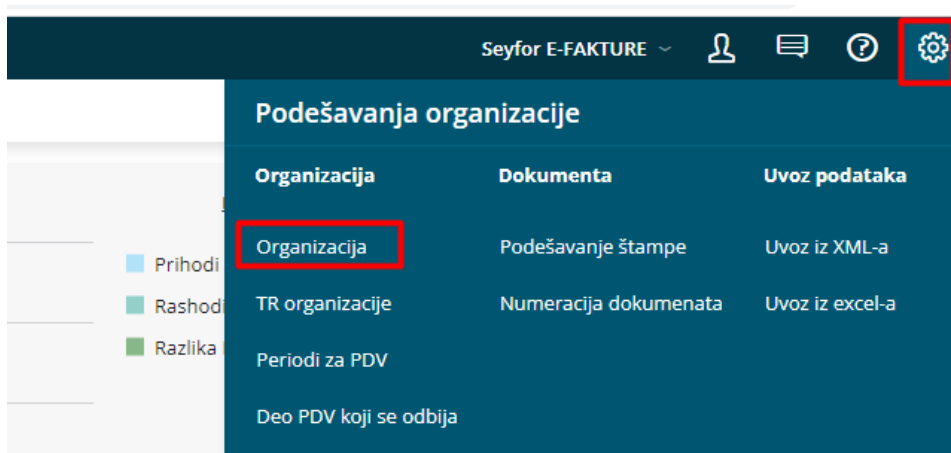 Seyfor E-FAKTURE
Podešavanja organizacije
Organizacija
Dokumenta
Uvoz podataka
Organizacija
Podešavanje štampe
Uvoz iz XML-a
TR organizacije
Numeracija dokumenata
Uvoz iz excel-a
Periodi za PDV
Deo PDV koji se odbija
Prihodi
Rashodi
Razlika